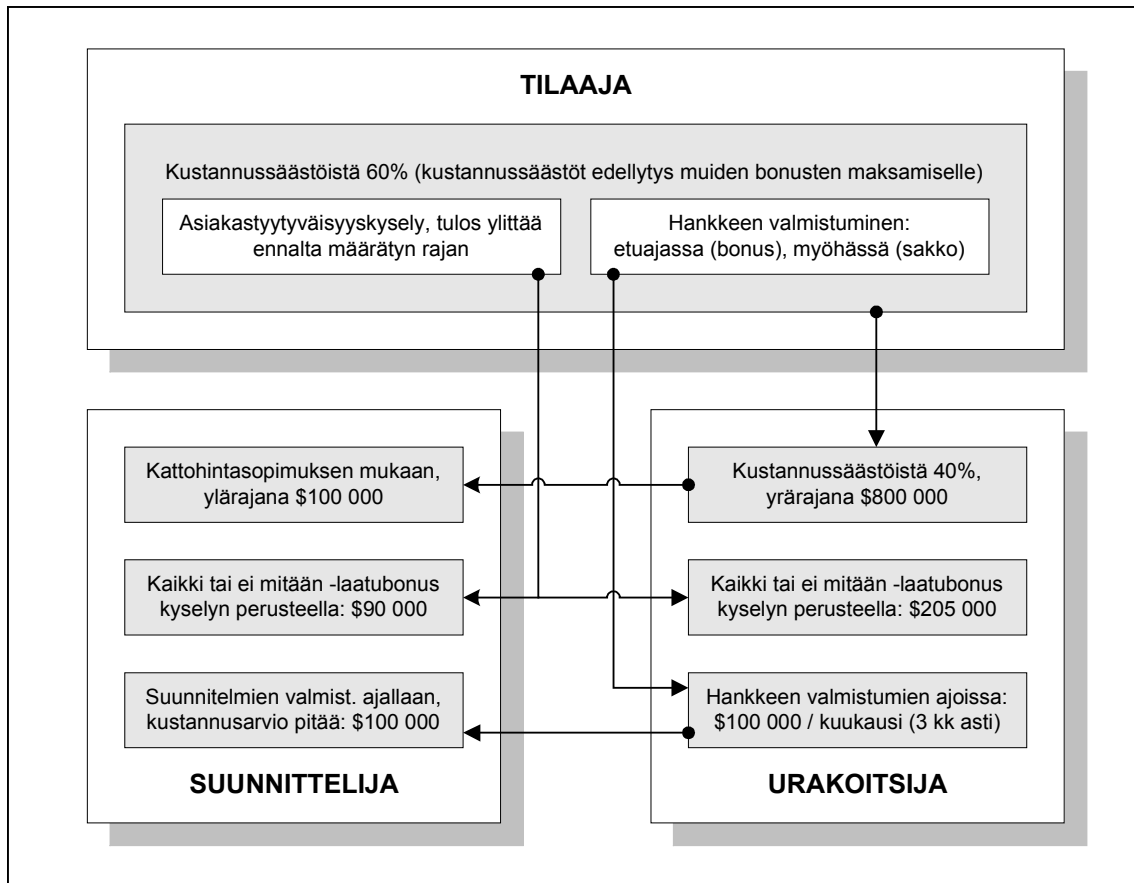 TILAAJA
Kustannussäästöistä 60% (kustannussäästöt edellytys muiden bonusten maksamiselle)
Asiakastyytyväisyyskysely, tulos ylittää
ennalta määrätyn rajan
Hankkeen valmistuminen:
etuajassa (bonus), myöhässä (sakko)
Kattohintasopimuksen mukaan,
ylärajana $100 000
Kaikki tai ei mitään -laatubonus
kyselyn perusteella: $90 000
Suunnitelmien valmist. ajallaan,
kustannusarvio pitää: $100 000
SUUNNITTELIJA
Kustannussäästöistä 40%,
yrärajana $800 000
Kaikki tai ei mitään -laatubonus
kyselyn perusteella: $205 000
Hankkeen valmistumien ajoissa:
$100 000 / kuukausi (3 kk asti)
URAKOITSIJA